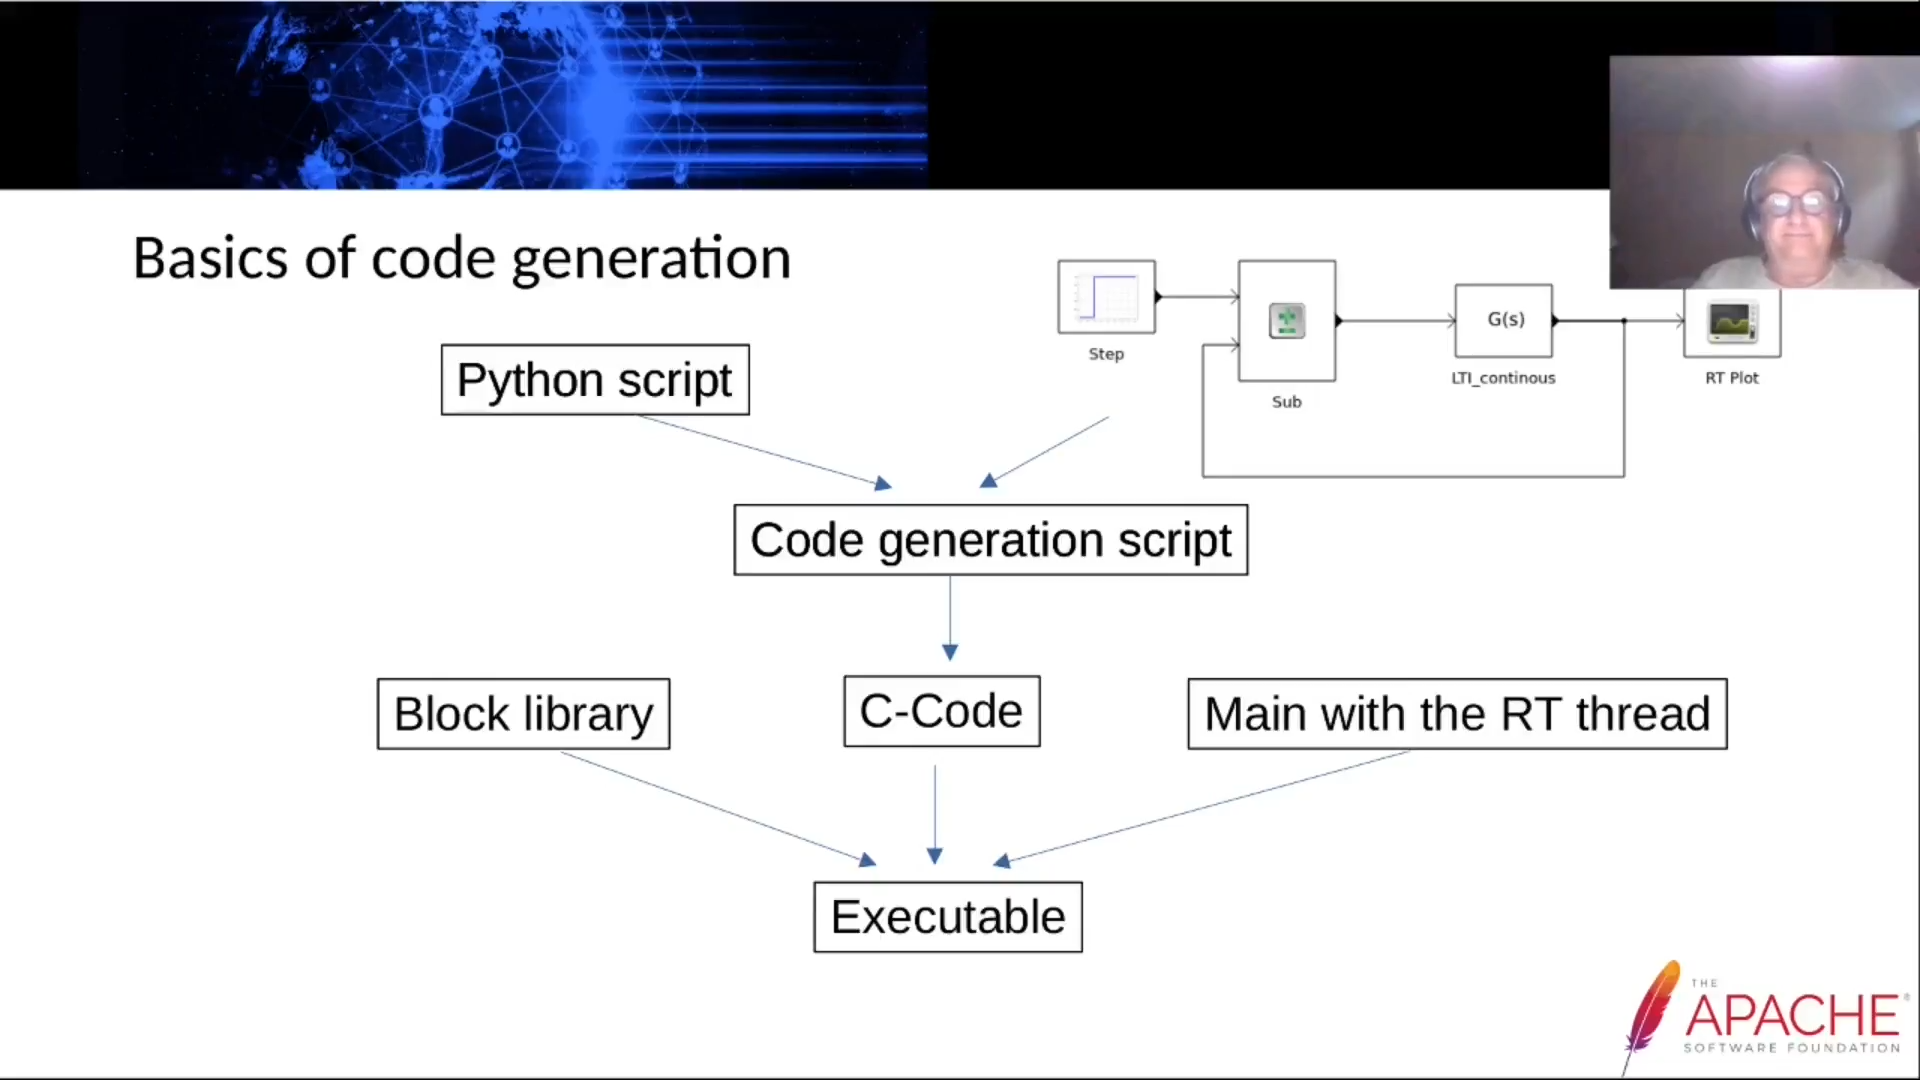 Basics of code generation
Step
Sub
G(s)
LTI_continous
RT Plot
Python script
Code generation script
Block library
C-Code
Main with the RT thread
Executable
THE
APACHE®
SOFTWARE FOUNDATION